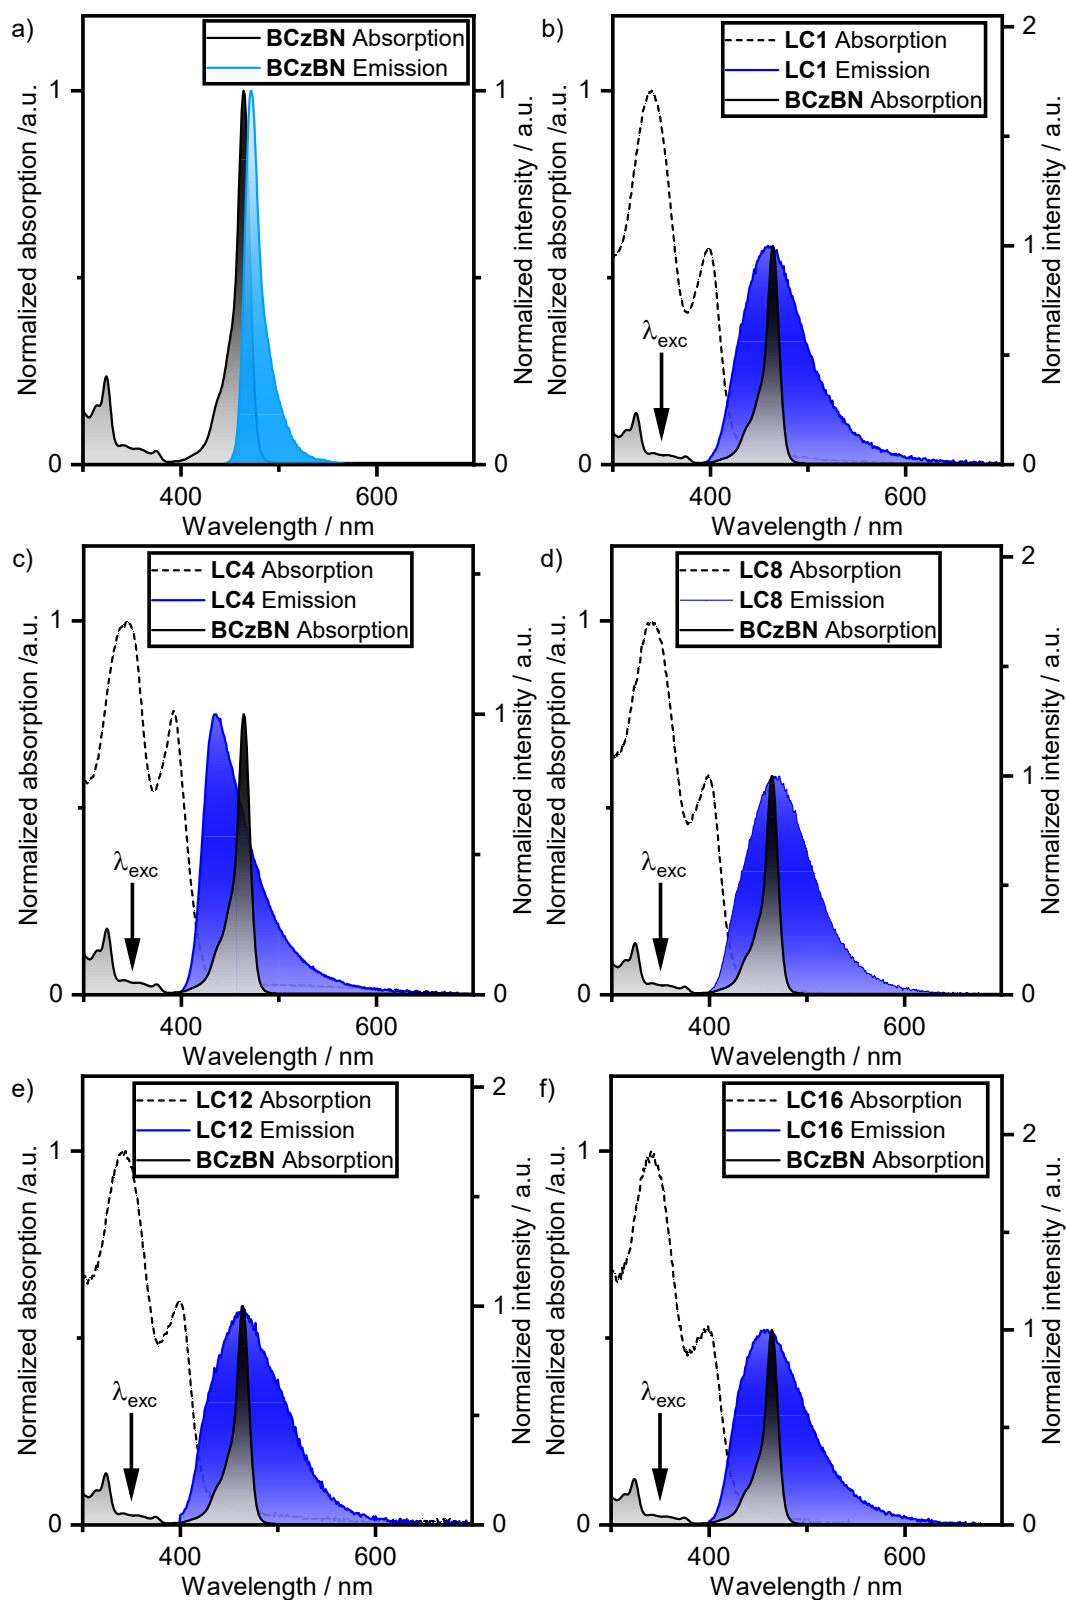 a)
BCzBN Absorption
BCzBN Emission
1
0
1
0
400
600
Normalized absorption /a.u.
Normalized intensity / a.u.
Wavelength / nm
b)
LC1 Absorption
LC1 Emission
BCzBN Absorption
λexc
1
0
2
1
0
400
600
Normalized absorption /a.u.
Normalized intensity / a.u.
Wavelength / nm
c)
LC4 Absorption
LC4 Emission
BCzBN Absorption
λexc
1
0
1
0
400
600
Normalized absorption /a.u.
Normalized intensity / a.u.
Wavelength / nm
d)
LC8 Absorption
LC8 Emission
BCzBN Absorption
λexc
1
0
2
1
0
400
600
Normalized absorption /a.u.
Normalized intensity / a.u.
Wavelength / nm
e)
LC12 Absorption
LC12 Emission
BCzBN Absorption
λexc
1
0
2
1
0
400
600
Normalized absorption /a.u.
Normalized intensity / a.u.
Wavelength / nm
f)
LC16 Absorption
LC16 Emission
BCzBN Absorption
λexc
1
0
2
1
0
400
600
Normalized absorption /a.u.
Normalized intensity / a.u.
Wavelength / nm